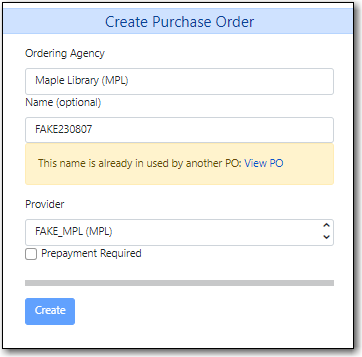 Create Purchase Order
Ordering Agency
Maple Library (MPL)
Name (optional)
FAKE230807
This name is already in used by another PO: View PO
Provider
FAKE_MPL (MPL)
Prepayment Required
Create